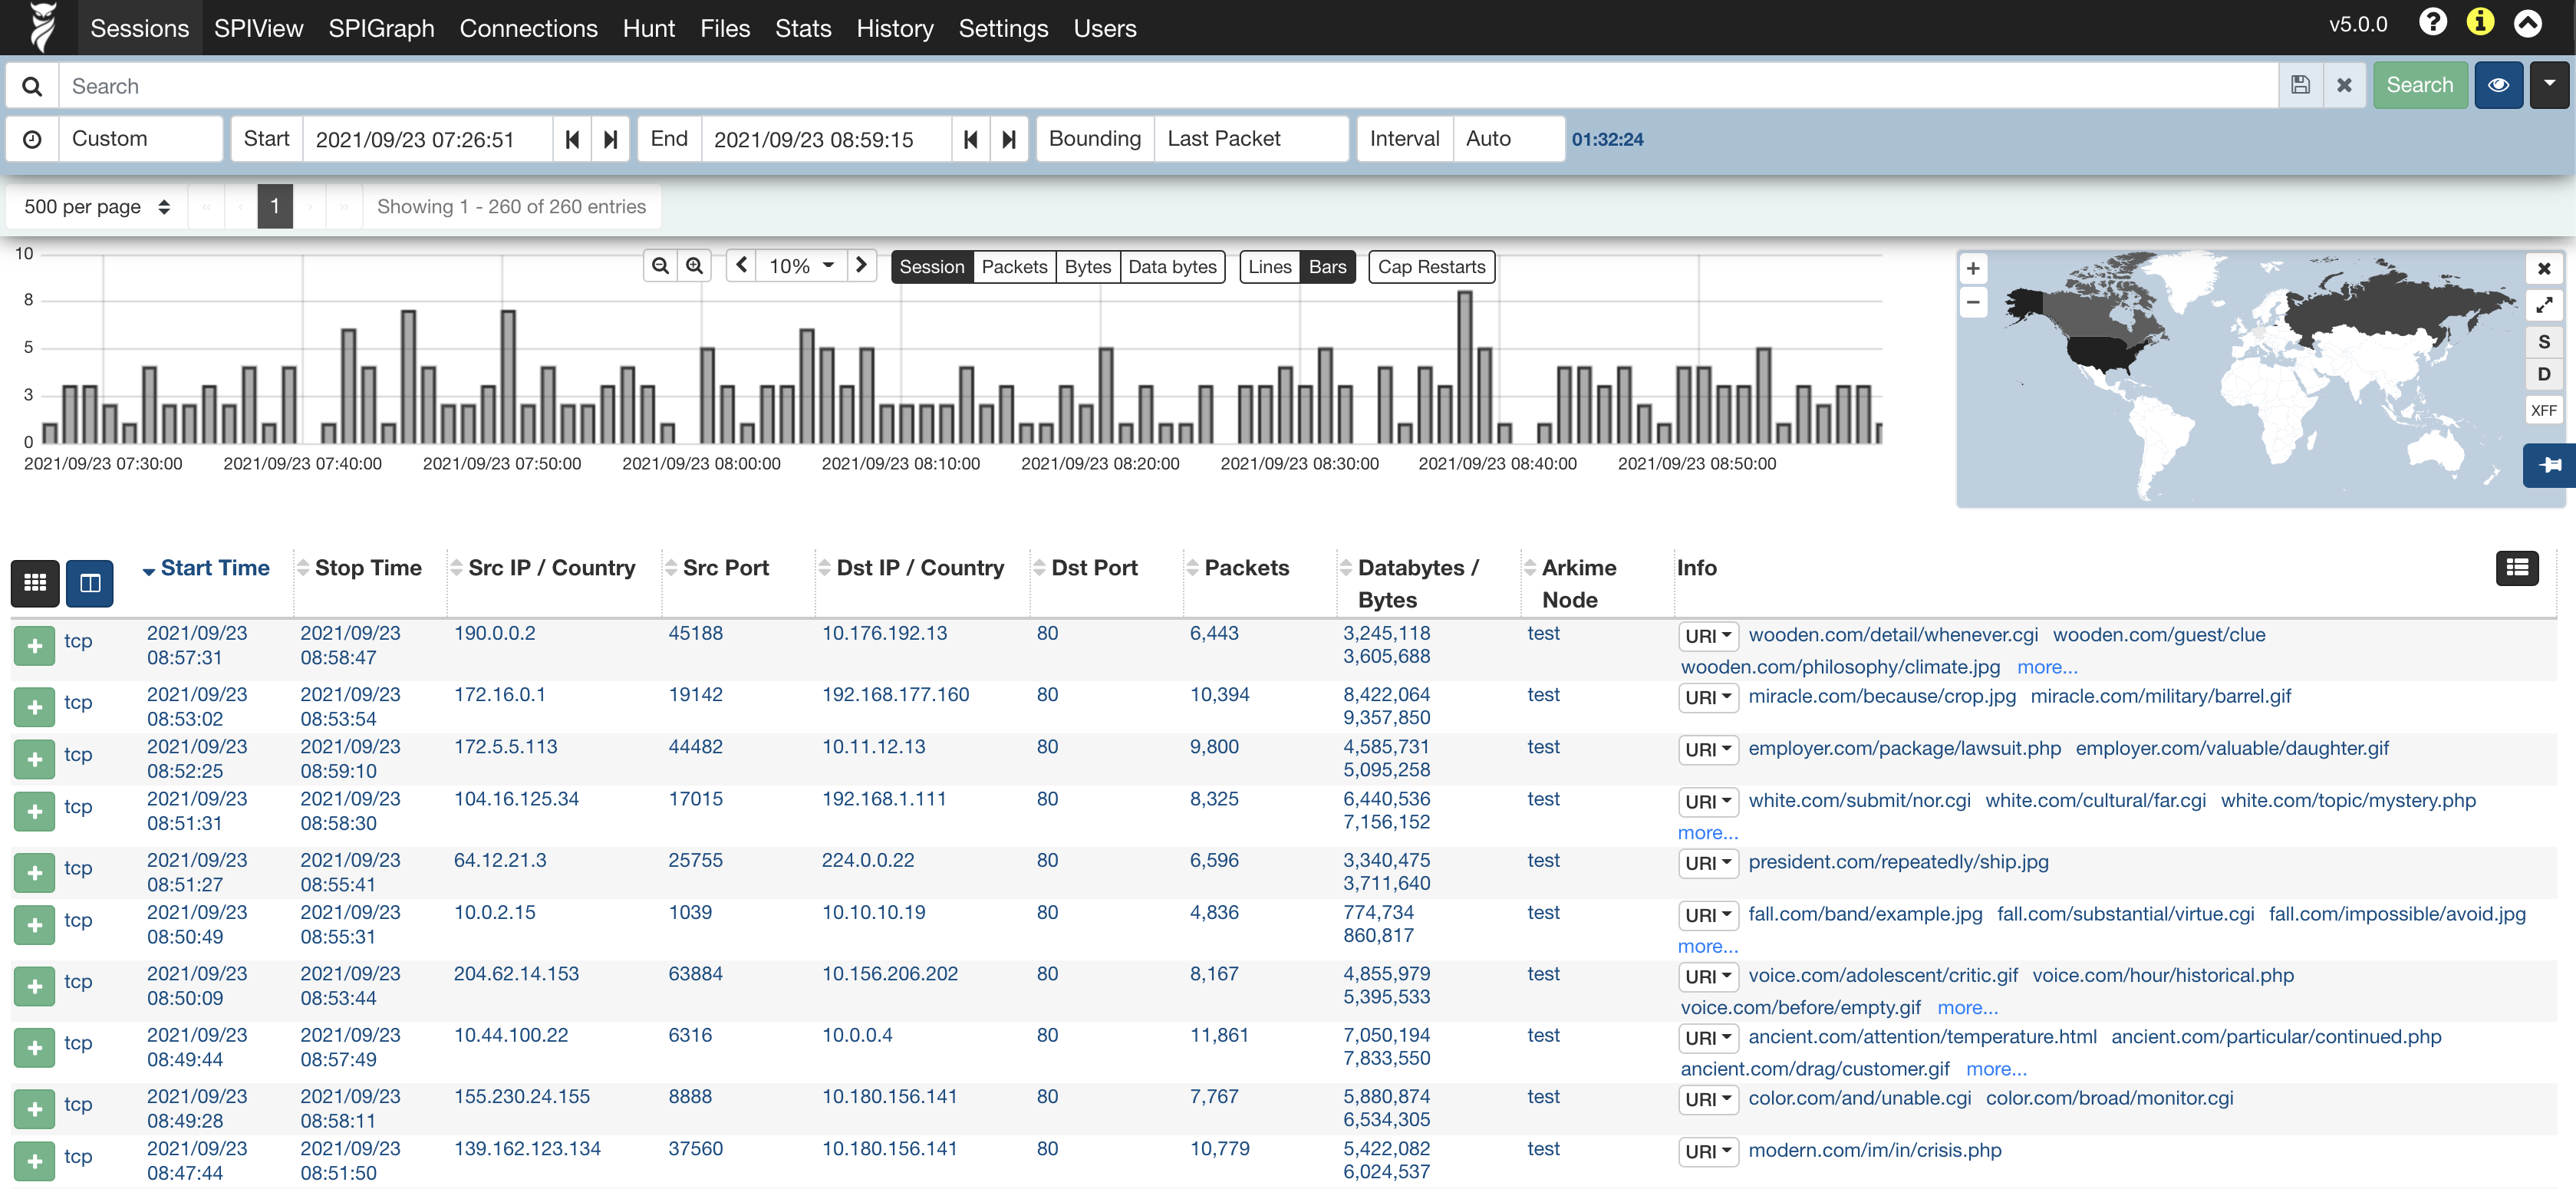 Sessions SPIView SPIGraph Connections Hunt Files Stats History Settings Users v5.0.0
Search Search
Custom Start 2021/09/23 07:26:51 End 2021/09/23 08:59:15 Bounding Last Packet Interval Auto 01:32:24
500 per page « ‹ 1 › » Showing 1 - 260 of 260 entries
10%
Session Packets Bytes Data bytes
Lines Bars
Cap Restarts
10
8
5
3
0
2021/09/23 07:30:00 2021/09/23 07:40:00 2021/09/23 07:50:00 2021/09/23 08:00:00 2021/09/23 08:10:00 2021/09/23 08:20:00 2021/09/23 08:30:00 2021/09/23 08:40:00 2021/09/23 08:50:00
+
−
S
D
XFF
Start Time Stop Time Src IP / Country Src Port Dst IP / Country Dst Port Packets Databytes / Arkime Info
Bytes Node
tcp 2021/09/23 2021/09/23 190.0.0.2 45188 10.176.192.13 80 6,443 3,245,118 test URI wooden.com/detail/whenever.cgi wooden.com/guest/clue
08:57:31 08:58:47 3,605,688 wooden.com/philosophy/climate.jpg more...
tcp 2021/09/23 2021/09/23 172.16.0.1 19142 192.168.177.160 80 10,394 8,422,064 test URI miracle.com/because/crop.jpg miracle.com/military/barrel.gif
08:53:02 08:53:54 9,357,850
tcp 2021/09/23 2021/09/23 172.5.5.113 44482 10.11.12.13 80 9,800 4,585,731 test URI employer.com/package/lawsuit.php employer.com/valuable/daughter.gif
08:52:25 08:59:10 5,095,258
tcp 2021/09/23 2021/09/23 104.16.125.34 17015 192.168.1.111 80 8,325 6,440,536 test URI white.com/submit/nor.cgi white.com/cultural/far.cgi white.com/topic/mystery.php
08:51:31 08:58:30 7,156,152 more...
tcp 2021/09/23 2021/09/23 64.12.21.3 25755 224.0.0.22 80 6,596 3,340,475 test URI president.com/repeatedly/ship.jpg
08:51:27 08:55:41 3,711,640
tcp 2021/09/23 2021/09/23 10.0.2.15 1039 10.10.10.19 80 4,836 774,734 test URI fall.com/band/example.jpg fall.com/substantial/virtue.cgi fall.com/impossible/avoid.jpg
08:50:49 08:55:31 860,817 more...
tcp 2021/09/23 2021/09/23 204.62.14.153 63884 10.156.206.202 80 8,167 4,855,979 test URI voice.com/adolescent/critic.gif voice.com/hour/historical.php
08:50:09 08:53:44 5,395,533 voice.com/before/empty.gif more...
tcp 2021/09/23 2021/09/23 10.44.100.22 6316 10.0.0.4 80 11,861 7,050,194 test URI ancient.com/attention/temperature.html ancient.com/particular/continued.php
08:49:44 08:57:49 7,833,550 ancient.com/drag/customer.gif more...
tcp 2021/09/23 2021/09/23 155.230.24.155 8888 10.180.156.141 80 7,767 5,880,874 test URI color.com/and/unable.cgi color.com/broad/monitor.cgi
08:49:28 08:58:11 6,534,305
tcp 2021/09/23 2021/09/23 139.162.123.134 37560 10.180.156.141 80 10,779 5,422,082 test URI modern.com/im/in/crisis.php
08:47:44 08:51:50 6,024,537